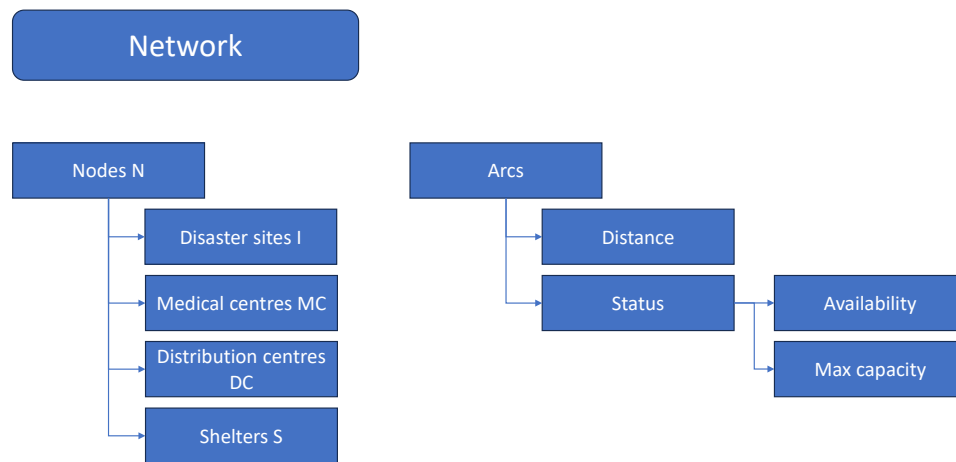 Network
Nodes N
Arcs
Disaster sites I
Distance
Medical centres MC
Status
Availability
Distribution centres
DC
Max capacity
Shelters S